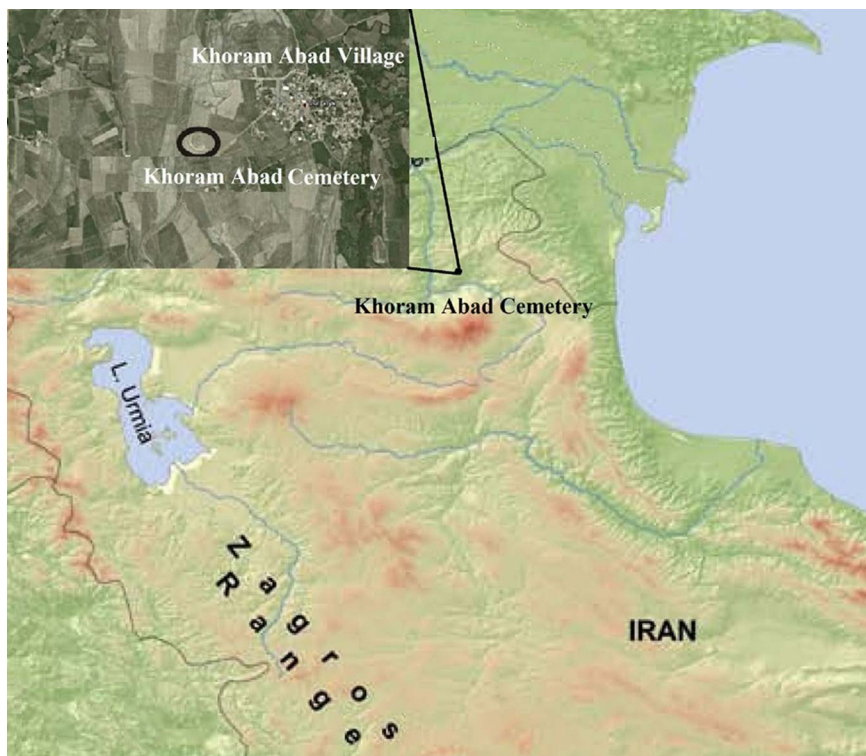 Khoram Abad Village
Khoram Abad Cemetery
Khoram Abad Cemetery
L, Urmia
Zagros
Range
IRAN